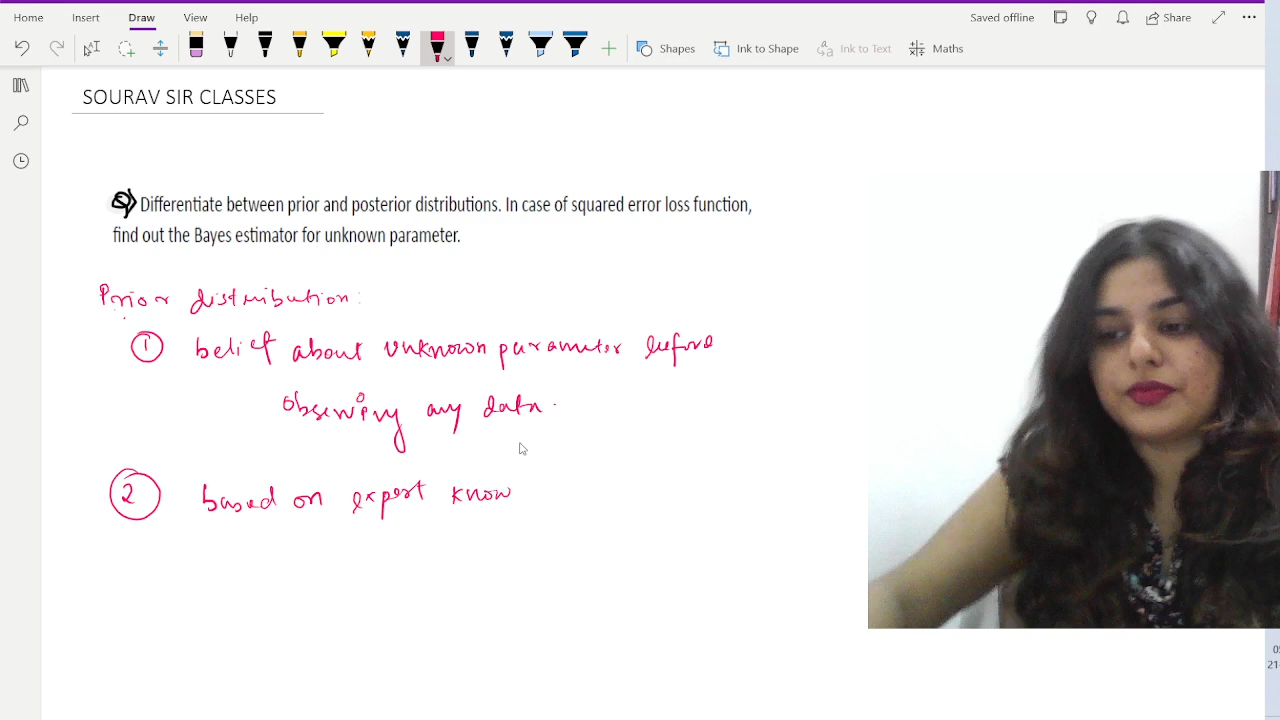 Home Insert Draw View Help Saved offline Share
Shapes Ink to Shape Ink to Text Maths
SOURAV SIR CLASSES
Q) Differentiate between prior and posterior distributions. In case of squared error loss function,
find out the Bayes estimator for unknown parameter.
Prior distribution:
① belief about unknown parameter before
observing any data.
② based on expert know
05
21-